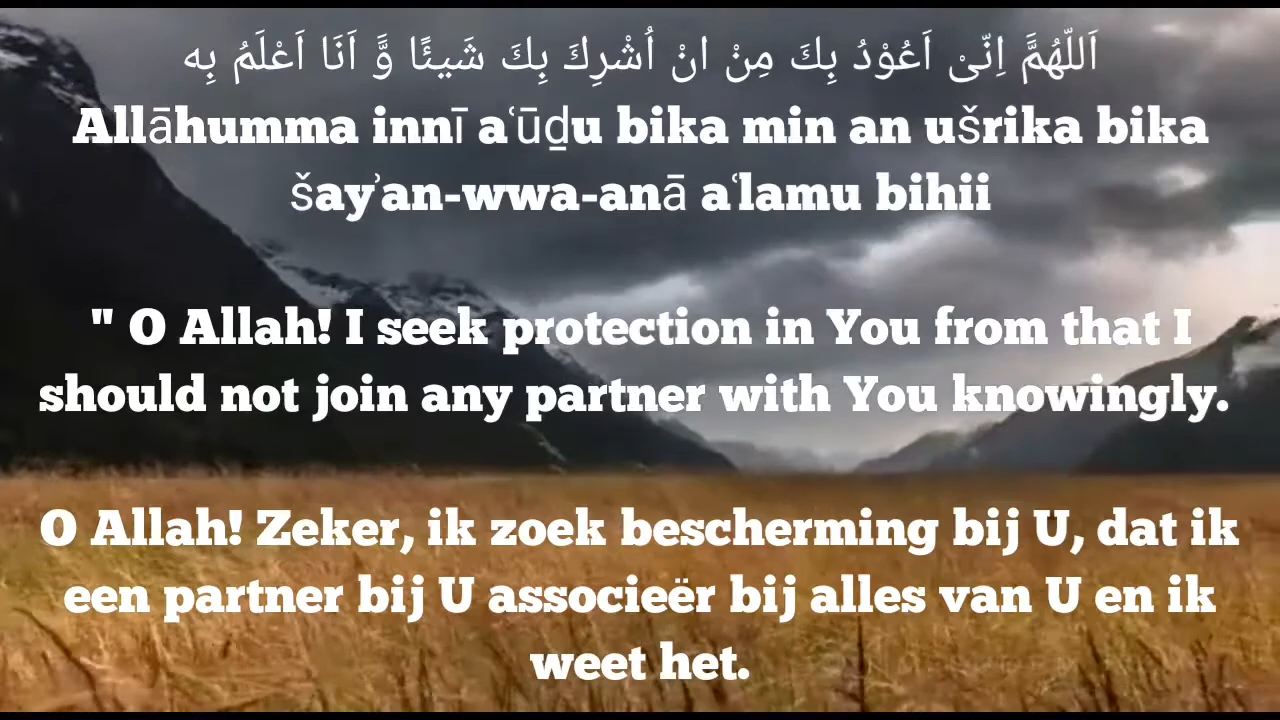 اَللّهُمَّ اِنّىْ اَعُوْدُ بِكَ مِنْ انْ اُشْرِكَ بِكَ شَيئًا وَّ اَنَا اَعْلَمُ بِه
Allāhumma innī aʿūḏu bika min an ušrika bika
šayʾan-wwa-anā aʿlamu bihii
" O Allah! I seek protection in You from that I
should not join any partner with You knowingly.
O Allah! Zeker, ik zoek bescherming bij U, dat ik
een partner bij U associeër bij alles van U en ik
weet het.